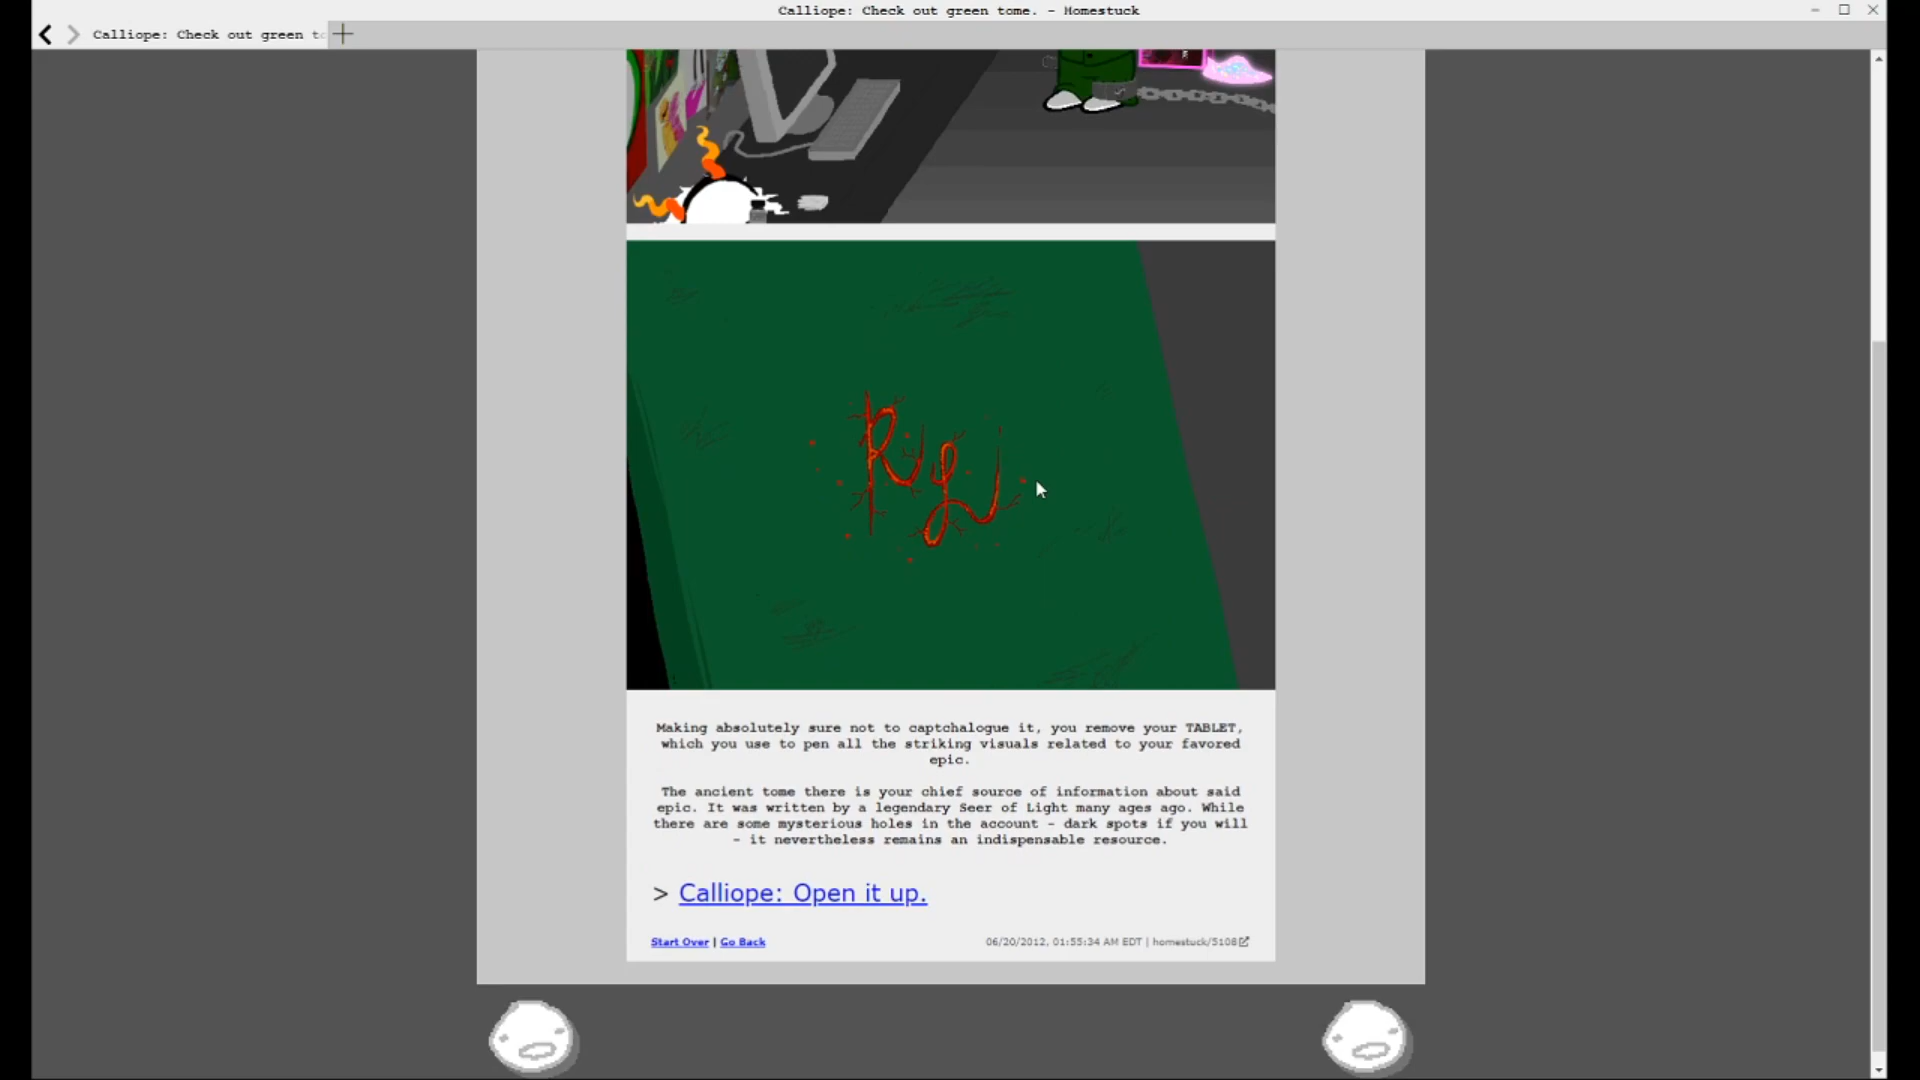 Calliope: Check out green tome. - Homestuck
Calliope: Check out green to
Making absolutely sure not to captchalogue it, you remove your TABLET,
which you use to pen all the striking visuals related to your favored
epic.
The ancient tome there is your chief source of information about said
epic. It was written by a legendary Seer of Light many ages ago. While
there are some mysterious holes in the account - dark spots if you will
- it nevertheless remains an indispensable resource.
> Calliope: Open it up.
Start Over | Go Back
06/20/2012, 01:55:34 AM EDT | homestuck/5108